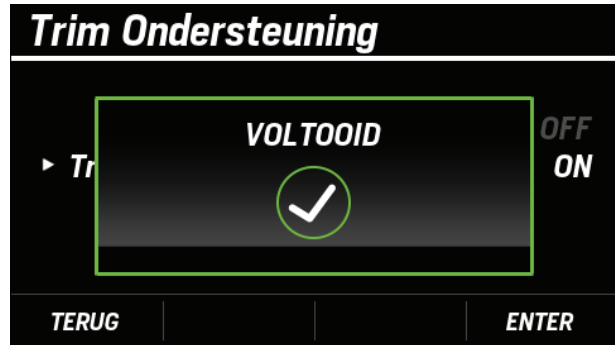 Trim Ondersteuning
VOLTOOID
OFF
▸ Tr
ON
TERUG
ENTER